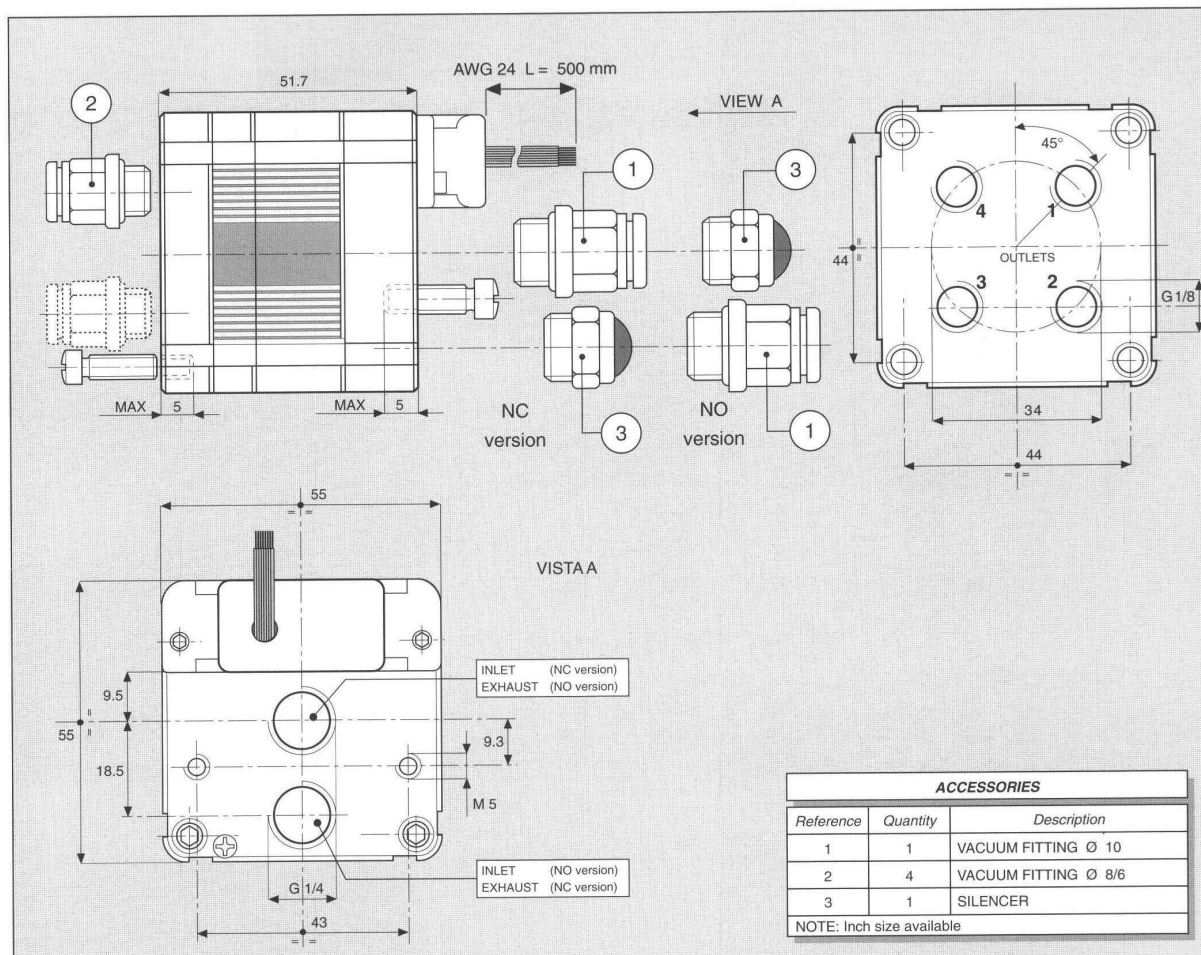 51.7
AWG 24 L = 500 mm
VIEW A
2
1
3
45°
4
1
OUTLETS
3
2
44
=
=
G 1/8
MAX 5
MAX 5
NC
version
3
NO
version
1
34
44
= =
55
= =
VISTA A
9.5
55
=
=
18.5
INLET (NC version)
EXHAUST (NO version)
9.3
M 5
INLET (NO version)
EXHAUST (NC version)
G 1/4
43
= =
ACCESSORIES
Reference Quantity Description
1 1 VACUUM FITTING Ø 10
2 4 VACUUM FITTING Ø 8/6
3 1 SILENCER
NOTE: Inch size available